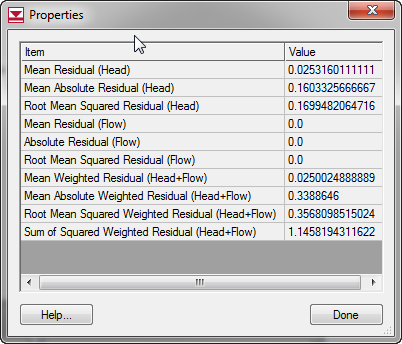 Properties
Item Value
Mean Residual (Head) 0.0253160111111
Mean Absolute Residual (Head) 0.1603325666667
Root Mean Squared Residual (Head) 0.1699482064716
Mean Residual (Flow) 0.0
Absolute Residual (Flow) 0.0
Root Mean Squared Residual (Flow) 0.0
Mean Weighted Residual (Head+Flow) 0.0250024888889
Mean Absolute Weighted Residual (Head+Flow) 0.3388646
Root Mean Squared Weighted Residual (Head+Flow) 0.3568098515024
Sum of Squared Weighted Residual (Head+Flow) 1.1458194311622
Help... Done